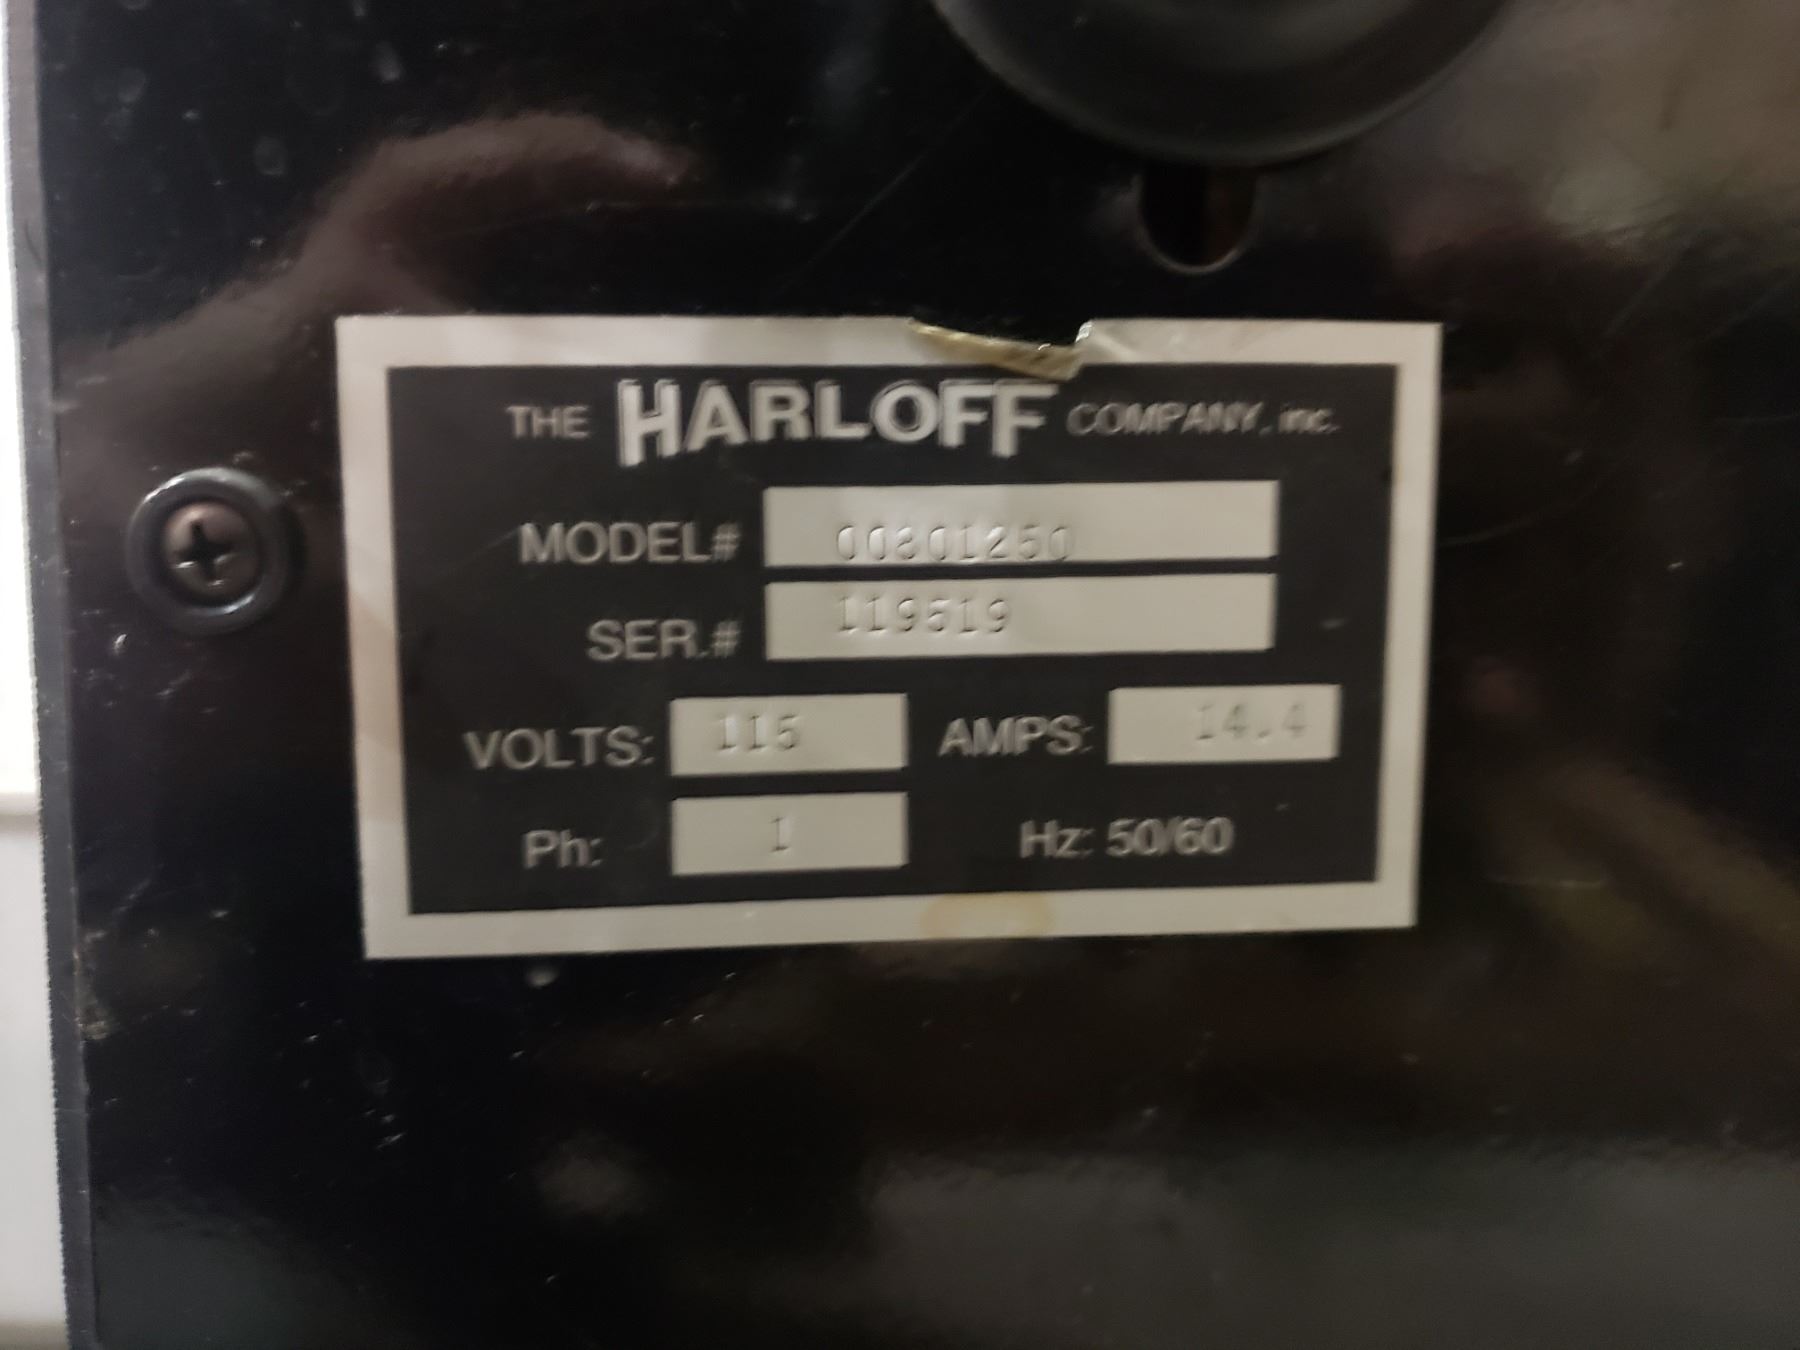 THE HARLOFF COMPANY, inc.
MODEL# 00801250
SER.# 119519
VOLTS: 115 AMPS: 14.4
Ph: 1 Hz: 50/60